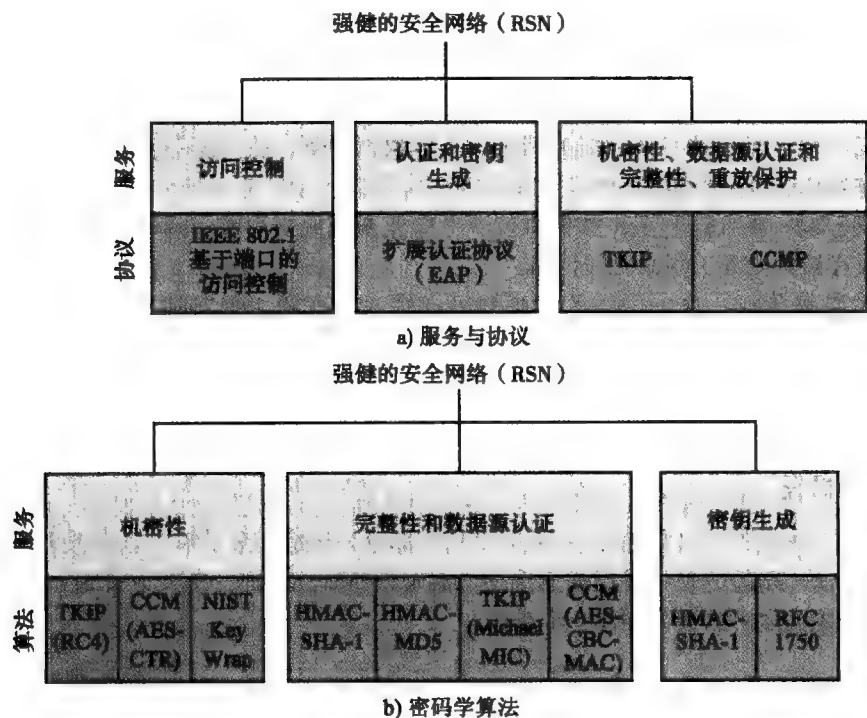 强健的安全网络（RSN）
服务
访问控制
认证和密钥
生成
机密性、数据源认证和
完整性、重放保护
协议
IEEE 802.1
基于端口的
访问控制
扩展认证协议
（EAP）
TKIP
CCMP
a) 服务与协议
强健的安全网络（RSN）
服务
机密性
完整性和数据源认证
密钥生成
算法
TKIP
(RC4)
CCM
(AES-
CTR)
NIST
Key
Wrap
HMAC-
SHA-1
HMAC-
MD5
TKIP
(Michael
MIC)
CCM
(AES-
CBC-
MAC)
HMAC-
SHA-1
RFC
1750
b) 密码学算法